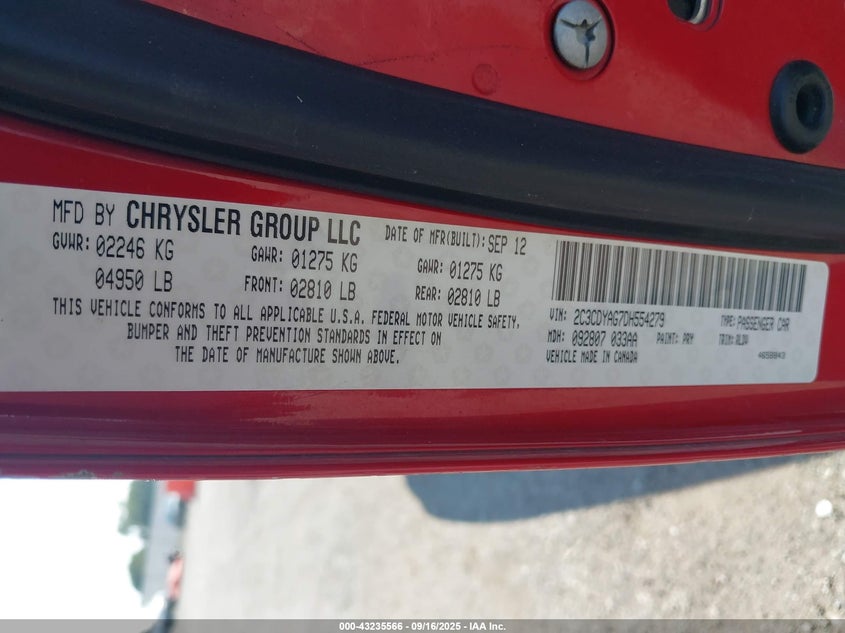 MFD BY CHRYSLER GROUP LLC
DATE OF MFR(BUILT): SEP 12
GVWR: 02246 KG
04950 LB
GAWR: 01275 KG
FRONT: 02810 LB
GAWR: 01275 KG
REAR: 02810 LB
THIS VEHICLE CONFORMS TO ALL APPLICABLE U.S.A. FEDERAL MOTOR VEHICLE SAFETY,
BUMPER AND THEFT PREVENTION STANDARDS IN EFFECT ON
THE DATE OF MANUFACTURE SHOWN ABOVE.
VIN: 2C3CDYAG7DH554279
TYPE: PASSENGER CAR
MDH: 092807 033AA
PAINT: PRY
TRIM: RLD9
VEHICLE MADE IN CANADA
4658843
000-43235566 - 09/16/2025 - IAA Inc.